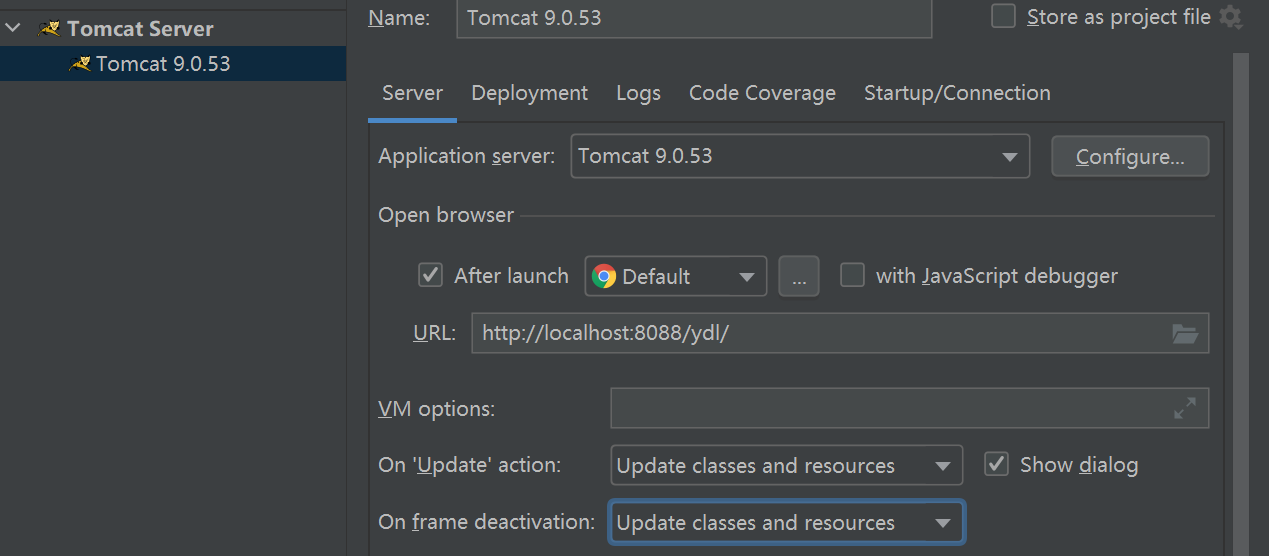 Tomcat Server
Tomcat 9.0.53
Name: Tomcat 9.0.53 Store as project file
Server Deployment Logs Code Coverage Startup/Connection
Application server: Tomcat 9.0.53 Configure...
Open browser
After launch Default ... with JavaScript debugger
URL: http://localhost:8088/ydl/
VM options:
On 'Update' action: Update classes and resources Show dialog
On frame deactivation: Update classes and resources